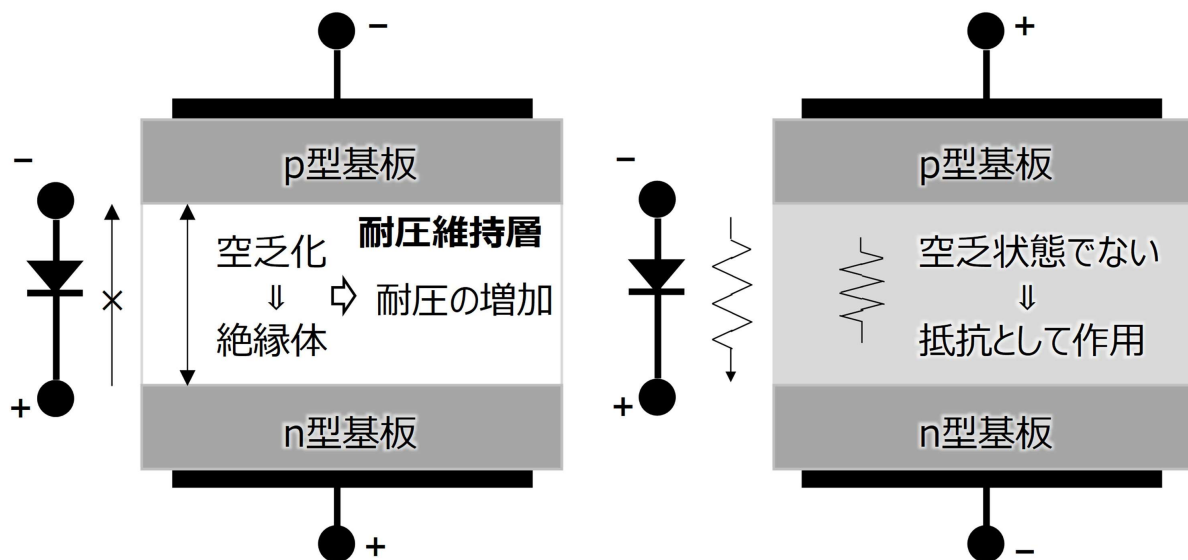 −
p型基板
−
耐圧維持層
空乏化
⇓
⇨ 耐圧の増加
×
絶縁体
+
n型基板
+
+
p型基板
−
空乏状態でない
⇓
抵抗として作用
+
n型基板
−